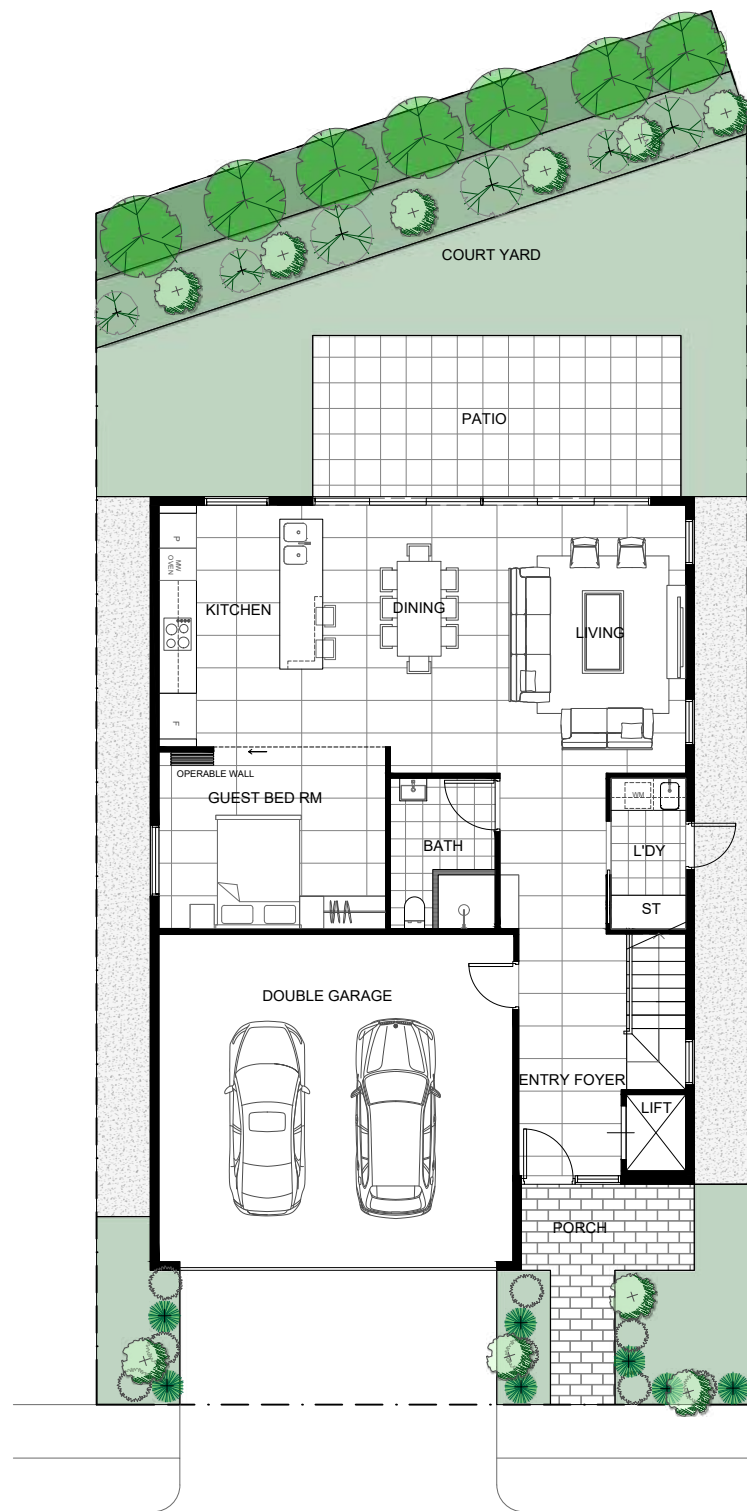 COURT YARD
PATIO
P
MW
OVEN
KITCHEN
DINING
LIVING
F
OPERABLE WALL
GUEST BED RM
WM
BATH
L'DY
ST
DOUBLE GARAGE
ENTRY FOYER
LIFT
PORCH